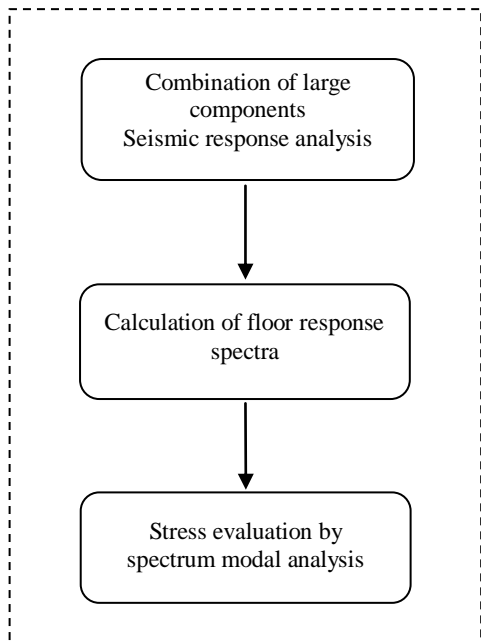 Combination of large
components
Seismic response analysis
Calculation of floor response
spectra
Stress evaluation by
spectrum modal analysis